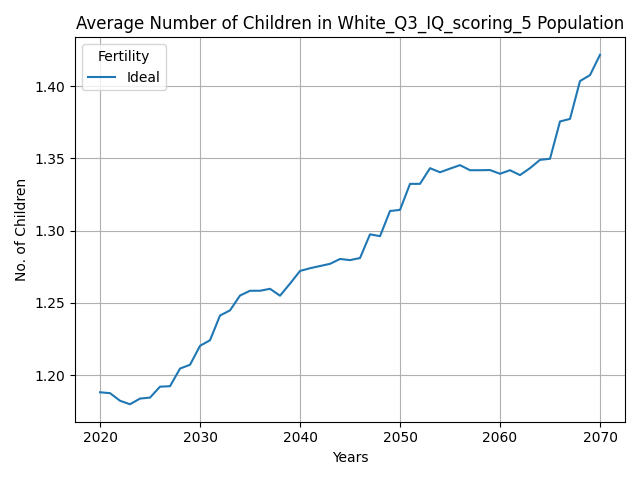 Average Number of Children in White_Q3_IQ_scoring_5 Population
Fertility
Ideal
1.40
1.35
1.30
1.25
1.20
No. of Children
2020 2030 2040 2050 2060 2070
Years